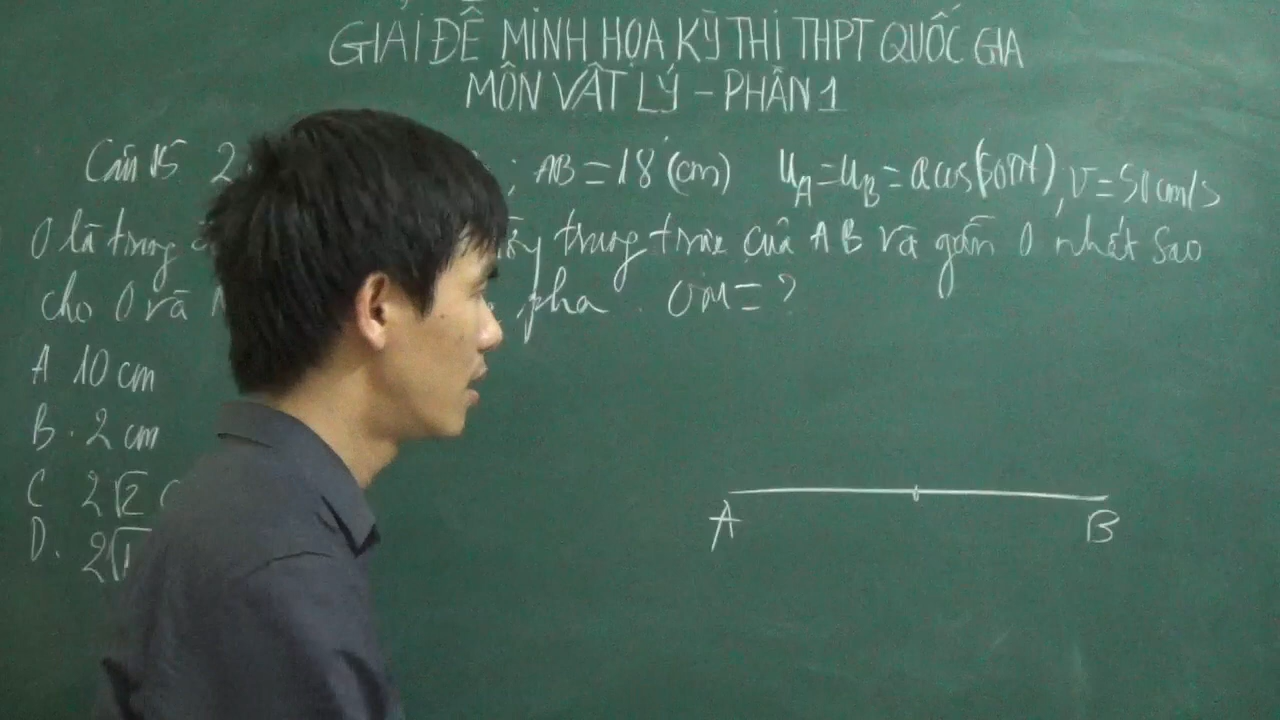 GIẢI ĐỀ MINH HỌA KỲ THI THPT QUỐC GIA
MÔN VẬT LÝ - PHẦN 1
Câu 15 2 ; AB = 18 (cm) u_A = u_B = a cos(50πt), v = 50 cm/s
O là trung trung trực của AB và gần O nhất sao
cho O và pha . OM = ?
A 10 cm
B. 2 cm
C 2√2
D. 2√1
A B